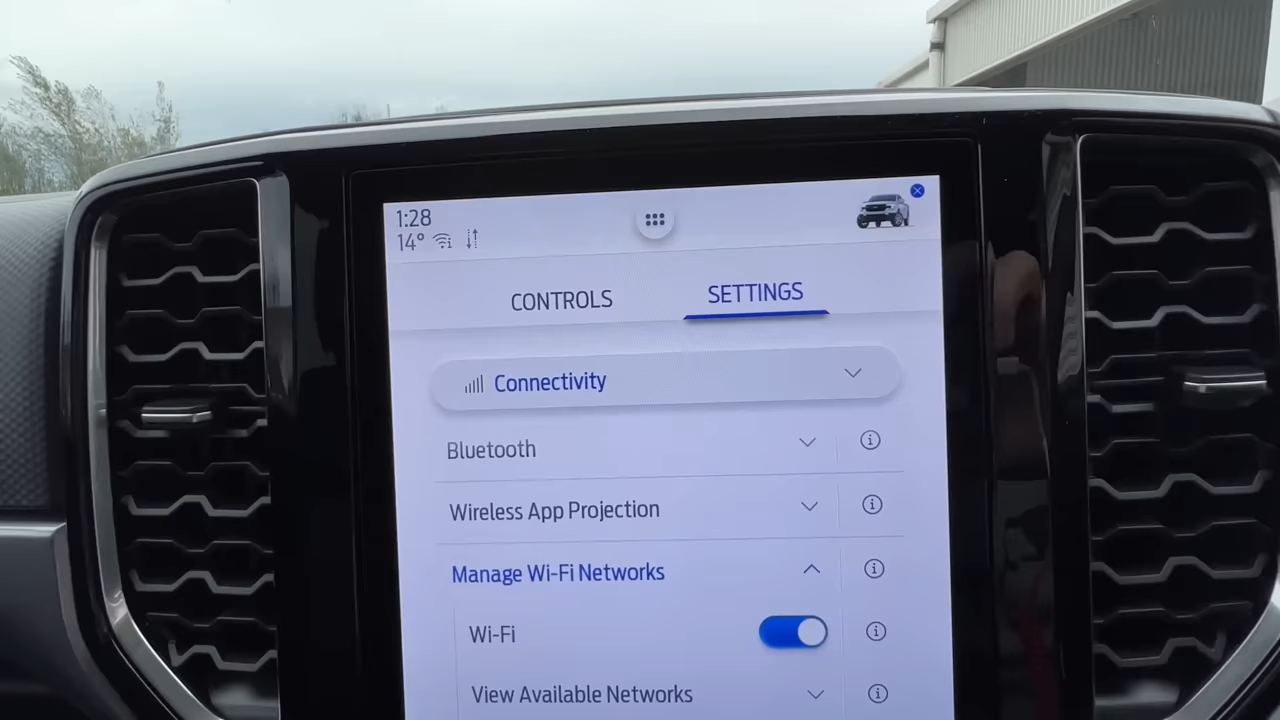 1:28
14°
CONTROLS
SETTINGS
Connectivity
Bluetooth
Wireless App Projection
Manage Wi-Fi Networks
Wi-Fi
View Available Networks